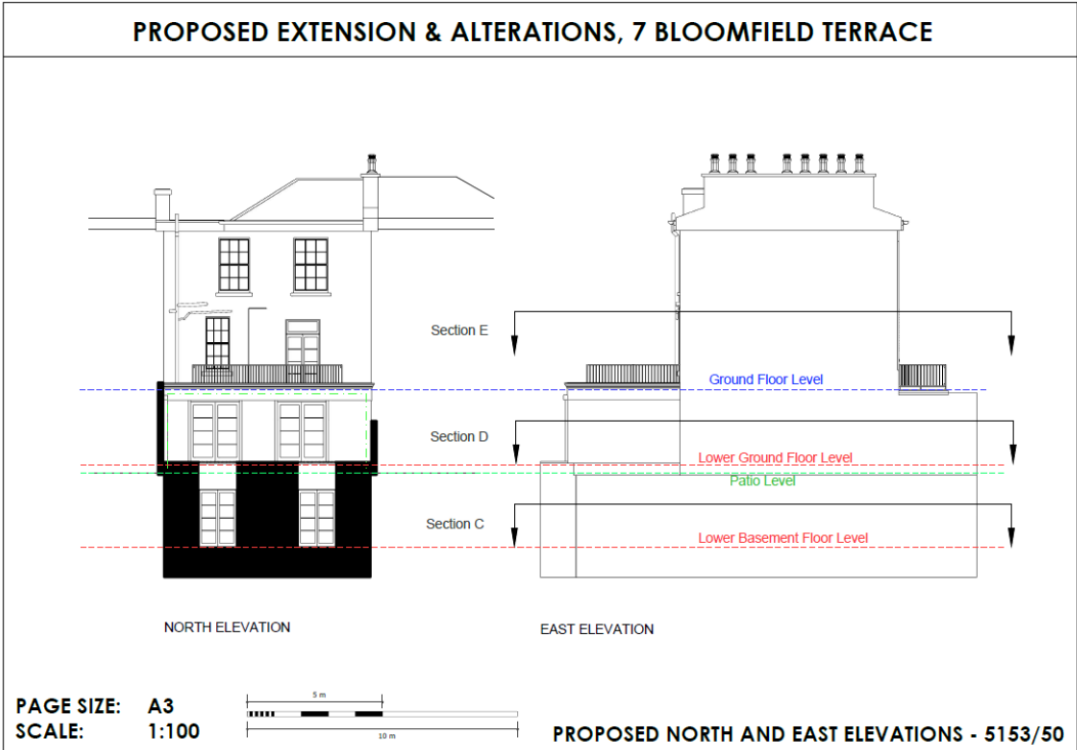 PROPOSED EXTENSION & ALTERATIONS, 7 BLOOMFIELD TERRACE
Section E
Ground Floor Level
Section D
Lower Ground Floor Level
Patio Level
Section C
Lower Basement Floor Level
NORTH ELEVATION
EAST ELEVATION
PAGE SIZE: A3
SCALE: 1:100
5 m
10 m
PROPOSED NORTH AND EAST ELEVATIONS - 5153/50